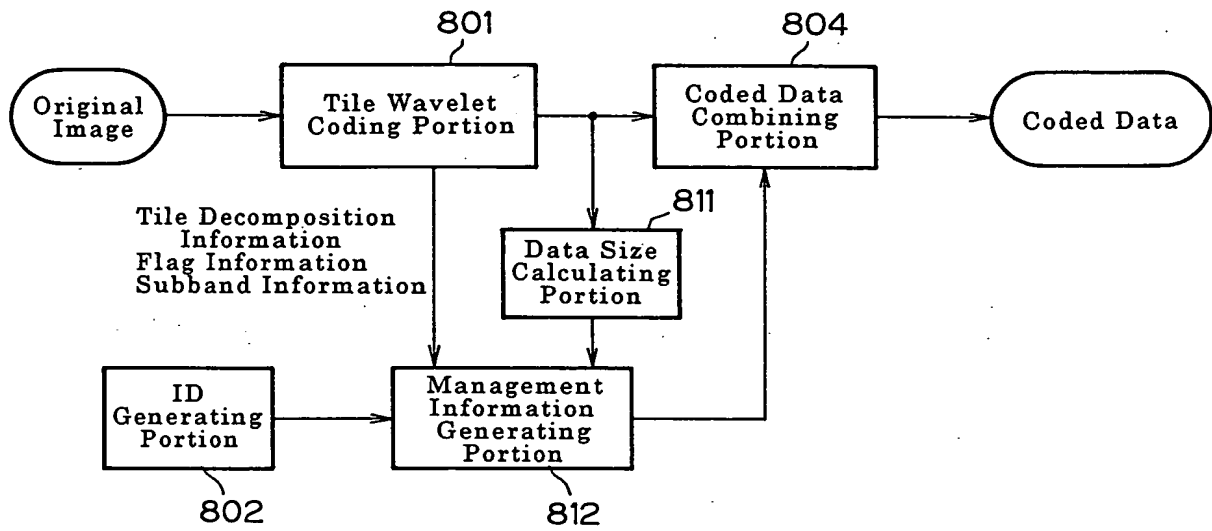 801
804
Original
Image
Tile Wavelet
Coding Portion
Coded Data
Combining
Portion
Coded Data
Tile Decomposition
Information
Flag Information
Subband Information
811
Data Size
Calculating
Portion
ID
Generating
Portion
Management
Information
Generating
Portion
802
812